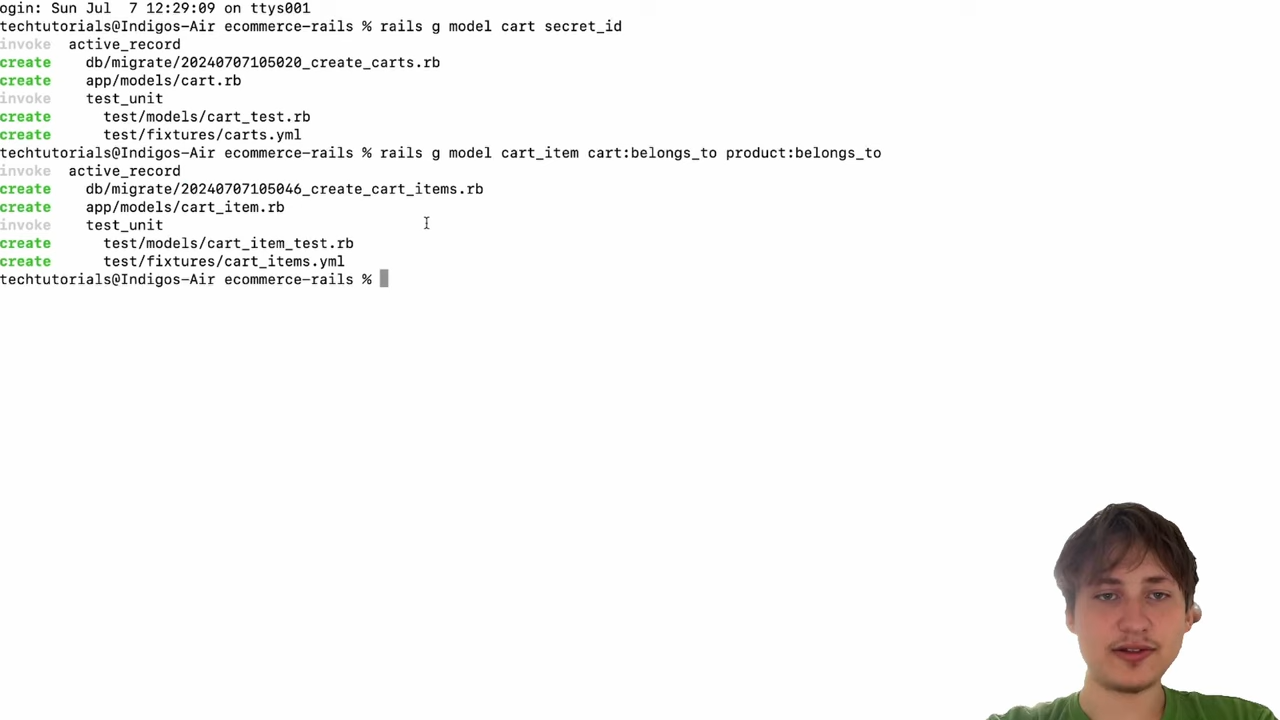 ogin: Sun Jul  7 12:29:09 on ttys001
techtutorials@Indigos-Air ecommerce-rails % rails g model cart secret_id
invoke  active_record
create    db/migrate/20240707105020_create_carts.rb
create    app/models/cart.rb
invoke    test_unit
create      test/models/cart_test.rb
create      test/fixtures/carts.yml
techtutorials@Indigos-Air ecommerce-rails % rails g model cart_item cart:belongs_to product:belongs_to
invoke  active_record
create    db/migrate/20240707105046_create_cart_items.rb
create    app/models/cart_item.rb
invoke    test_unit
create      test/models/cart_item_test.rb
create      test/fixtures/cart_items.yml
techtutorials@Indigos-Air ecommerce-rails %